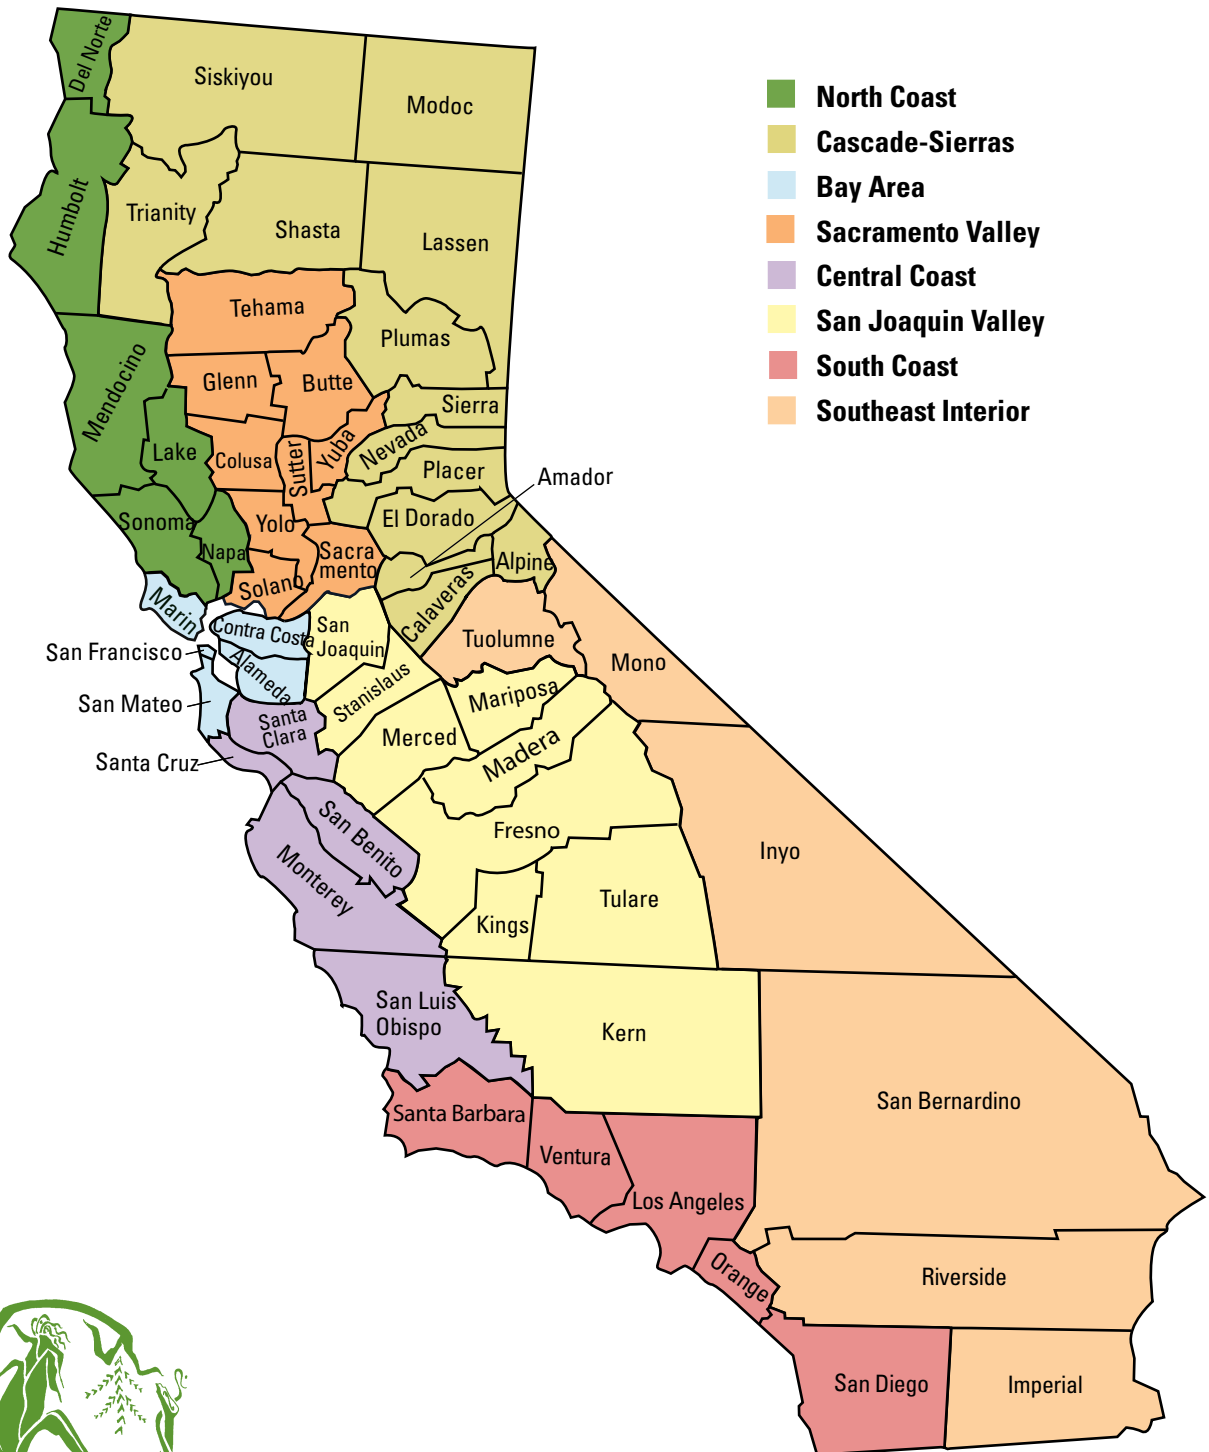 Del Norte
Siskiyou
Modoc
North Coast
Cascade-Sierras
Bay Area
Sacramento Valley
Central Coast
San Joaquin Valley
South Coast
Southeast Interior
Humbolt
Trianity
Shasta
Lassen
Tehama
Plumas
Mendocino
Glenn
Butte
Sierra
Lake
Colusa
Sutter
Yuba
Nevada
Placer
Amador
Sonoma
Napa
Yolo
El Dorado
Sacra
mento
Alpine
Solano
Marin
Contra Costa
San
Joaquin
Calaveras
Tuolumne
Mono
San Francisco
Alameda
San Mateo
Stanislaus
Mariposa
Santa
Clara
Merced
Madera
Santa Cruz
San Benito
Fresno
Inyo
Monterey
Kings
Tulare
San Luis
Obispo
Kern
San Bernardino
Santa Barbara
Ventura
Los Angeles
Orange
Riverside
San Diego
Imperial